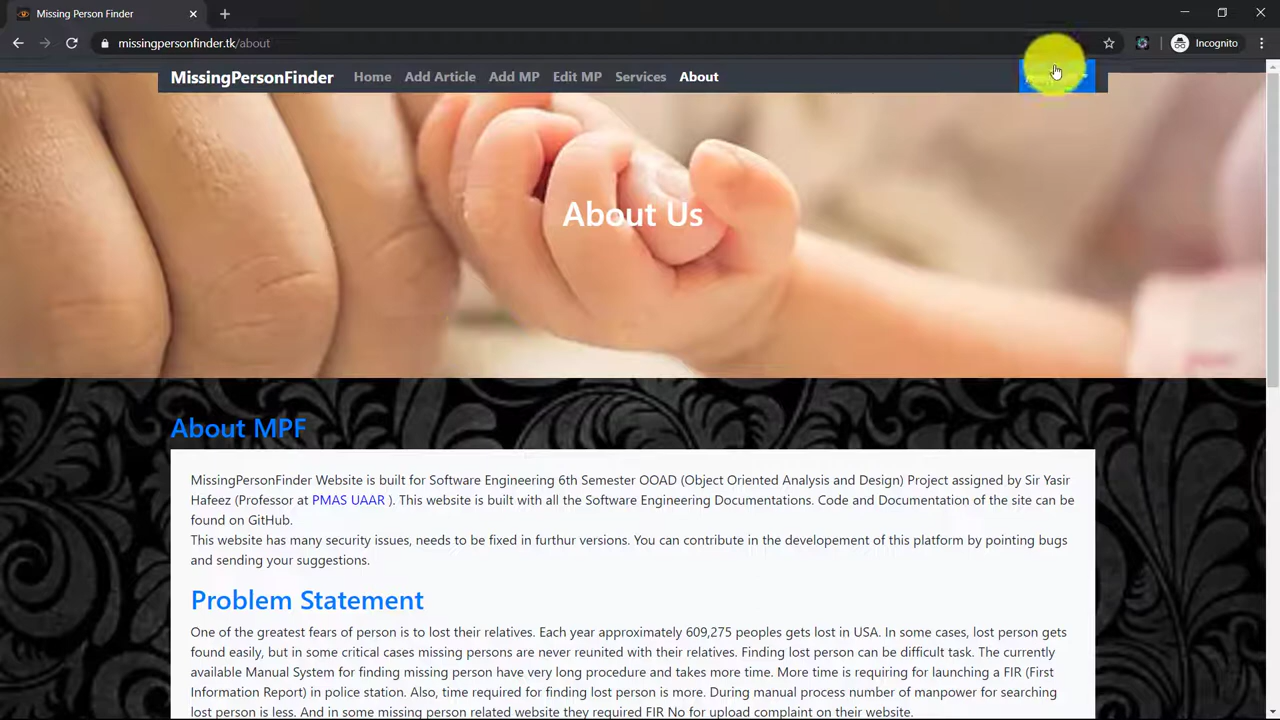 Missing Person Finder
missingpersonfinder.tk/about
Incognito
MissingPersonFinder Home Add Article Add MP Edit MP Services About
About Us
About MPF
MissingPersonFinder Website is built for Software Engineering 6th Semester OOAD (Object Oriented Analysis and Design) Project assigned by Sir Yasir
Hafeez (Professor at PMAS UAAR ). This website is built with all the Software Engineering Documentations. Code and Documentation of the site can be
found on GitHub.
This website has many security issues, needs to be fixed in furthur versions. You can contribute in the developement of this platform by pointing bugs
and sending your suggestions.
Problem Statement
One of the greatest fears of person is to lost their relatives. Each year approximately 609,275 peoples gets lost in USA. In some cases, lost person gets
found easily, but in some critical cases missing persons are never reunited with their relatives. Finding lost person can be difficult task. The currently
available Manual System for finding missing person have very long procedure and takes more time. More time is requiring for launching a FIR (First
Information Report) in police station. Also, time required for finding lost person is more. During manual process number of manpower for searching
lost person is less. And in some missing person related website they required FIR No for upload complaint on their website.